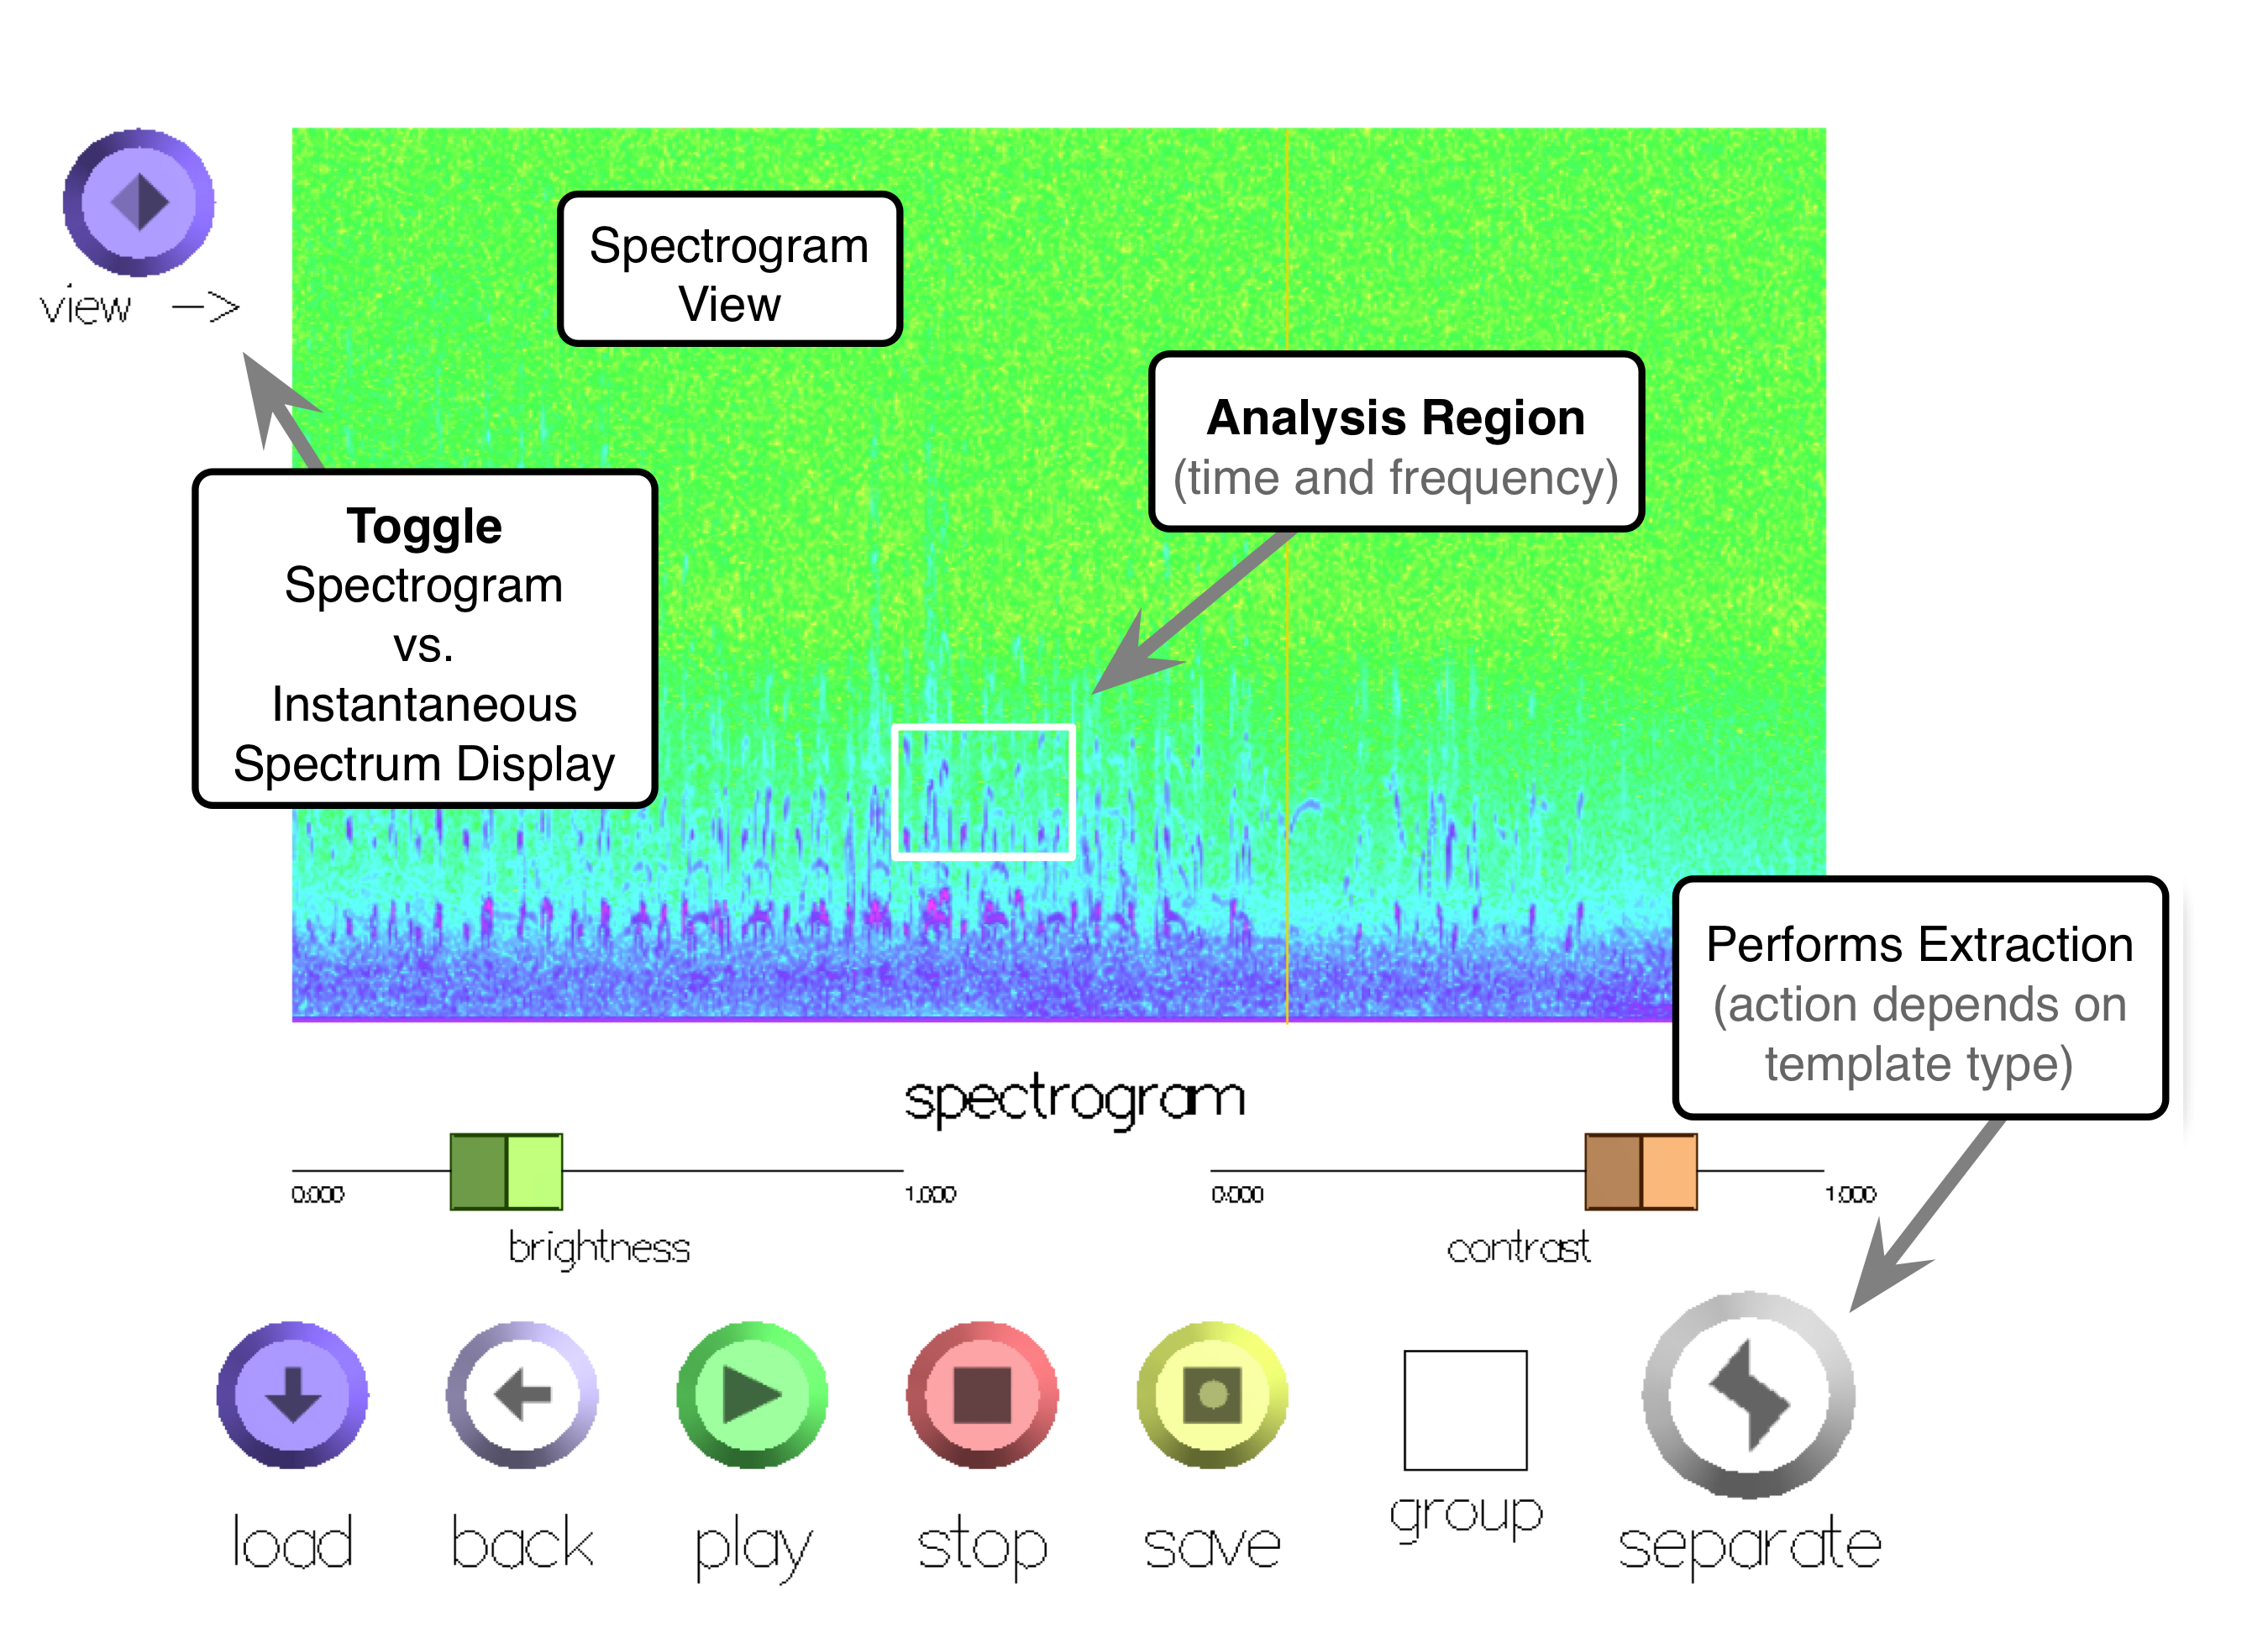 view ->
Spectrogram
View
Analysis Region
(time and frequency)
Toggle
Spectrogram
vs.
Instantaneous
Spectrum Display
Performs Extraction
(action depends on
template type)
spectrogram
0.000
1.000
brightness
0.000
1.000
contrast
load
back
play
stop
save
group
separate